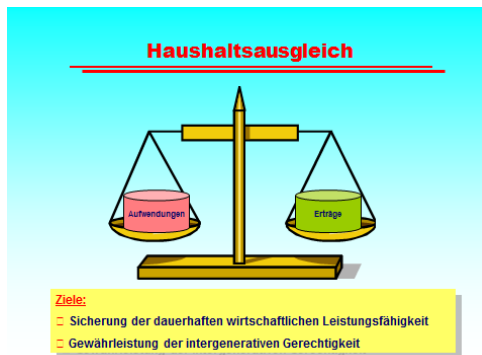 Haushaltsausgleich
Aufwendungen
Erträge
Ziele:
□ Sicherung der dauerhaften wirtschaftlichen Leistungsfähigkeit
□ Gewährleistung der intergenerativen Gerechtigkeit